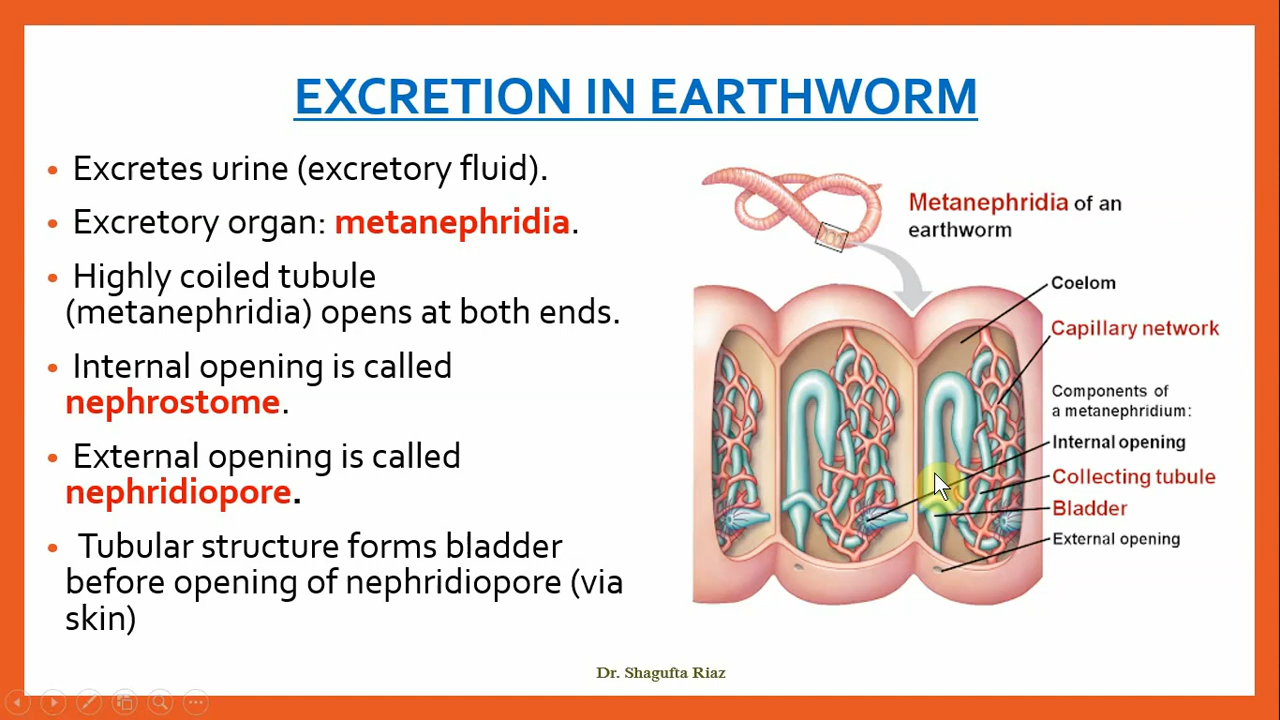 EXCRETION IN EARTHWORM
• Excretes urine (excretory fluid).
• Excretory organ: metanephridia.
• Highly coiled tubule
(metanephridia) opens at both ends.
• Internal opening is called
nephrostome.
• External opening is called
nephridiopore.
• Tubular structure forms bladder
before opening of nephridiopore (via
skin)
Metanephridia of an
earthworm
Coelom
Capillary network
Components of
a metanephridium:
Internal opening
Collecting tubule
Bladder
External opening
Dr. Shagufta Riaz